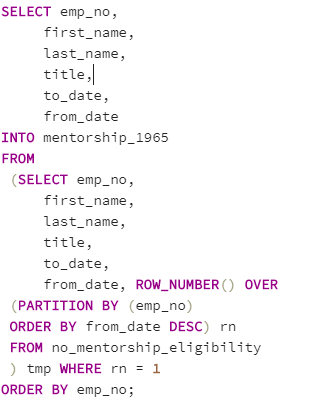 SELECT emp_no,
first_name,
last_name,
title,
to_date,
from_date
INTO mentorship_1965
FROM
(SELECT emp_no,
first_name,
last_name,
title,
to_date,
from_date, ROW_NUMBER() OVER
(PARTITION BY (emp_no)
ORDER BY from_date DESC) rn
FROM no_mentorship_eligibility
) tmp WHERE rn = 1
ORDER BY emp_no;